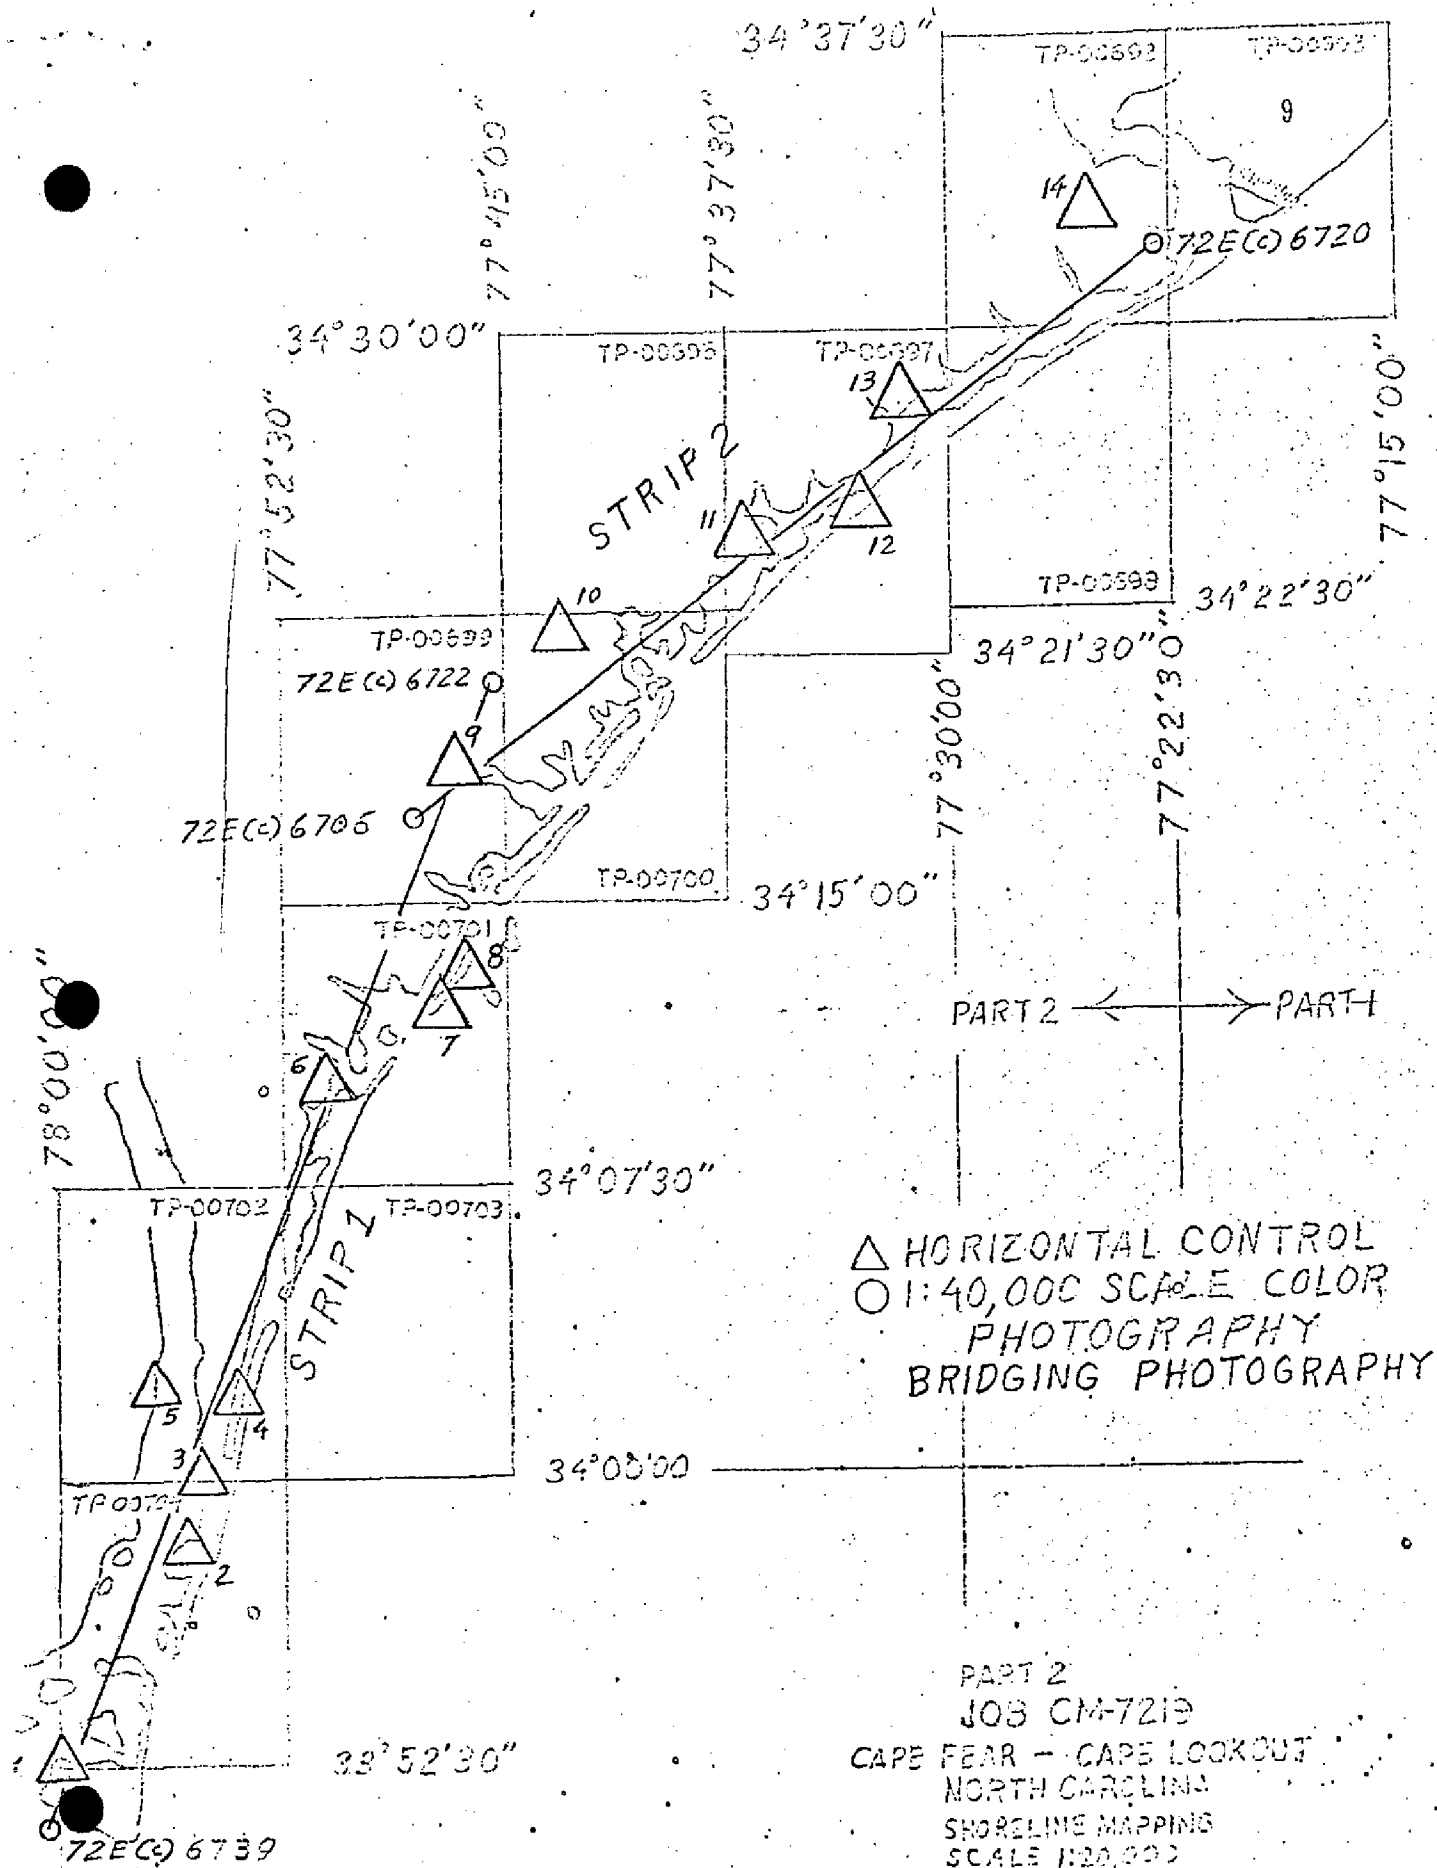 34°37'30"
TP-00692
9
77°45'00"
77°37'30"
14
72E(c)6720
34°30'00"
TP-00696
TP-00697
13
77°15'00"
77°52'30"
STRIP 2
11
12
10
TP-00698
34°22'30"
TP-00699
34°21'30"
72E(c)6722
77°30'00"
77°22'30"
9
72E(c)6706
TP-00700
34°15'00"
TP-00701
8
78°00'00"
7
PART 2
PART 1
6
34°07'30"
TP-00702
TP-00703
STRIP 1
△ HORIZONTAL CONTROL
○ 1:40,000 SCALE COLOR
PHOTOGRAPHY
BRIDGING PHOTOGRAPHY
5
4
3
34°00'00
TP 00704
2
PART 2
JOB CM-7219
CAPE FEAR - CAPE LOOKOUT
NORTH CAROLINA
SHORELINE MAPPING
SCALE 1:20,000
33°52'30"
72E(c)6739